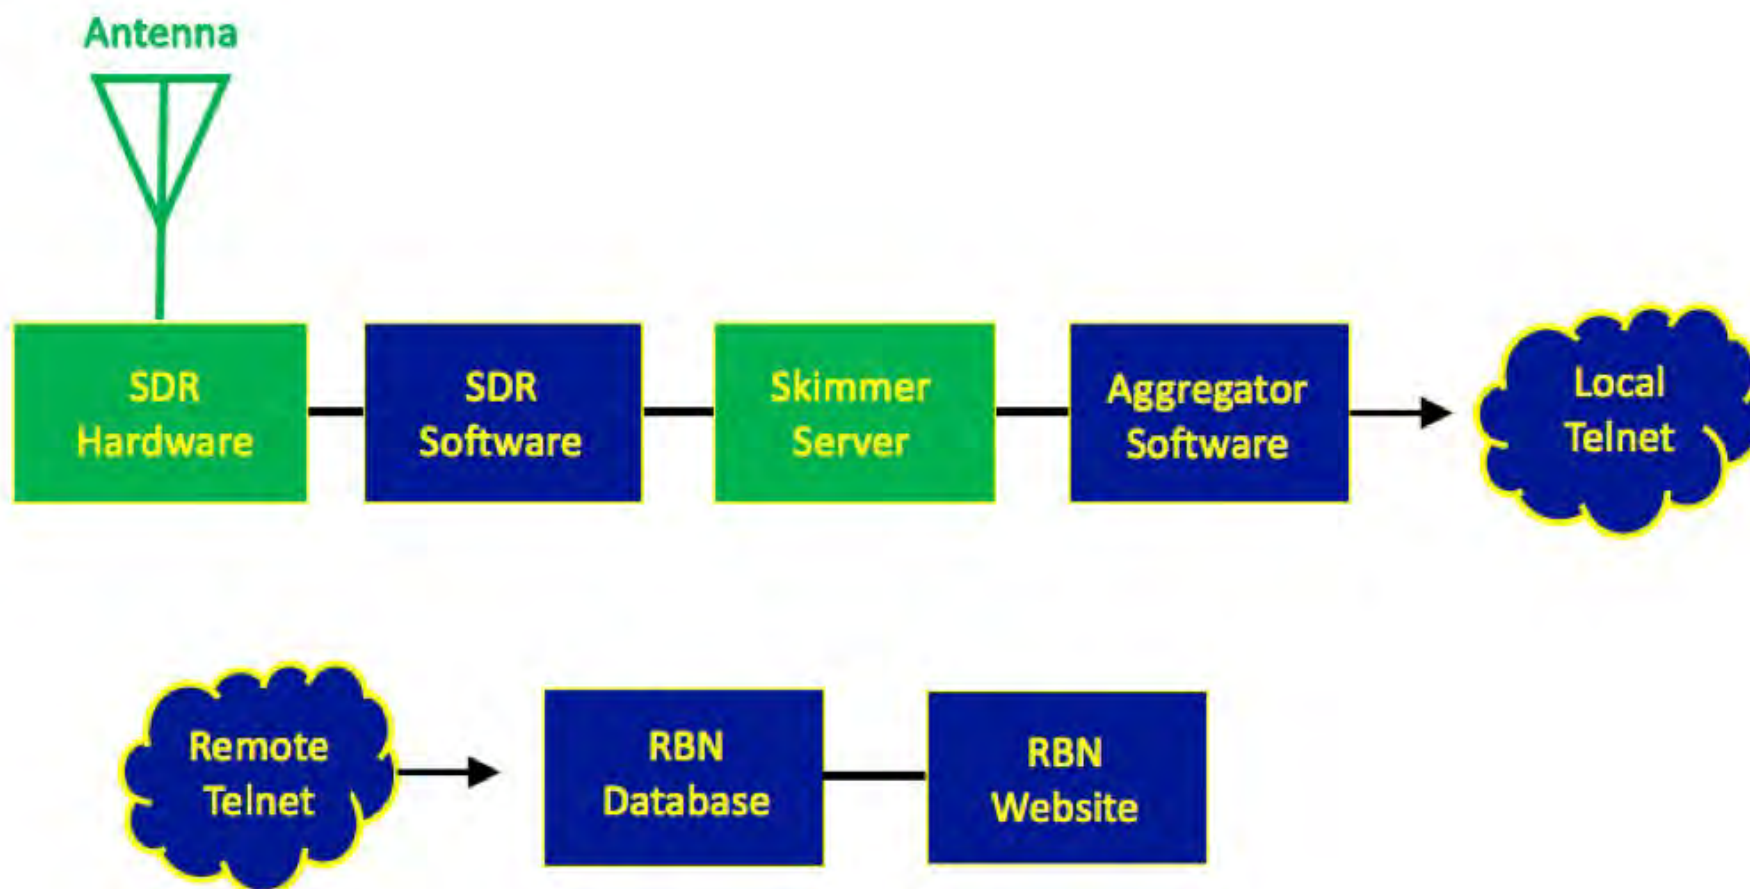 Antenna
SDR
Hardware
SDR
Software
Skimmer
Server
Aggregator
Software
Local
Telnet
Remote
Telnet
RBN
Database
RBN
Website